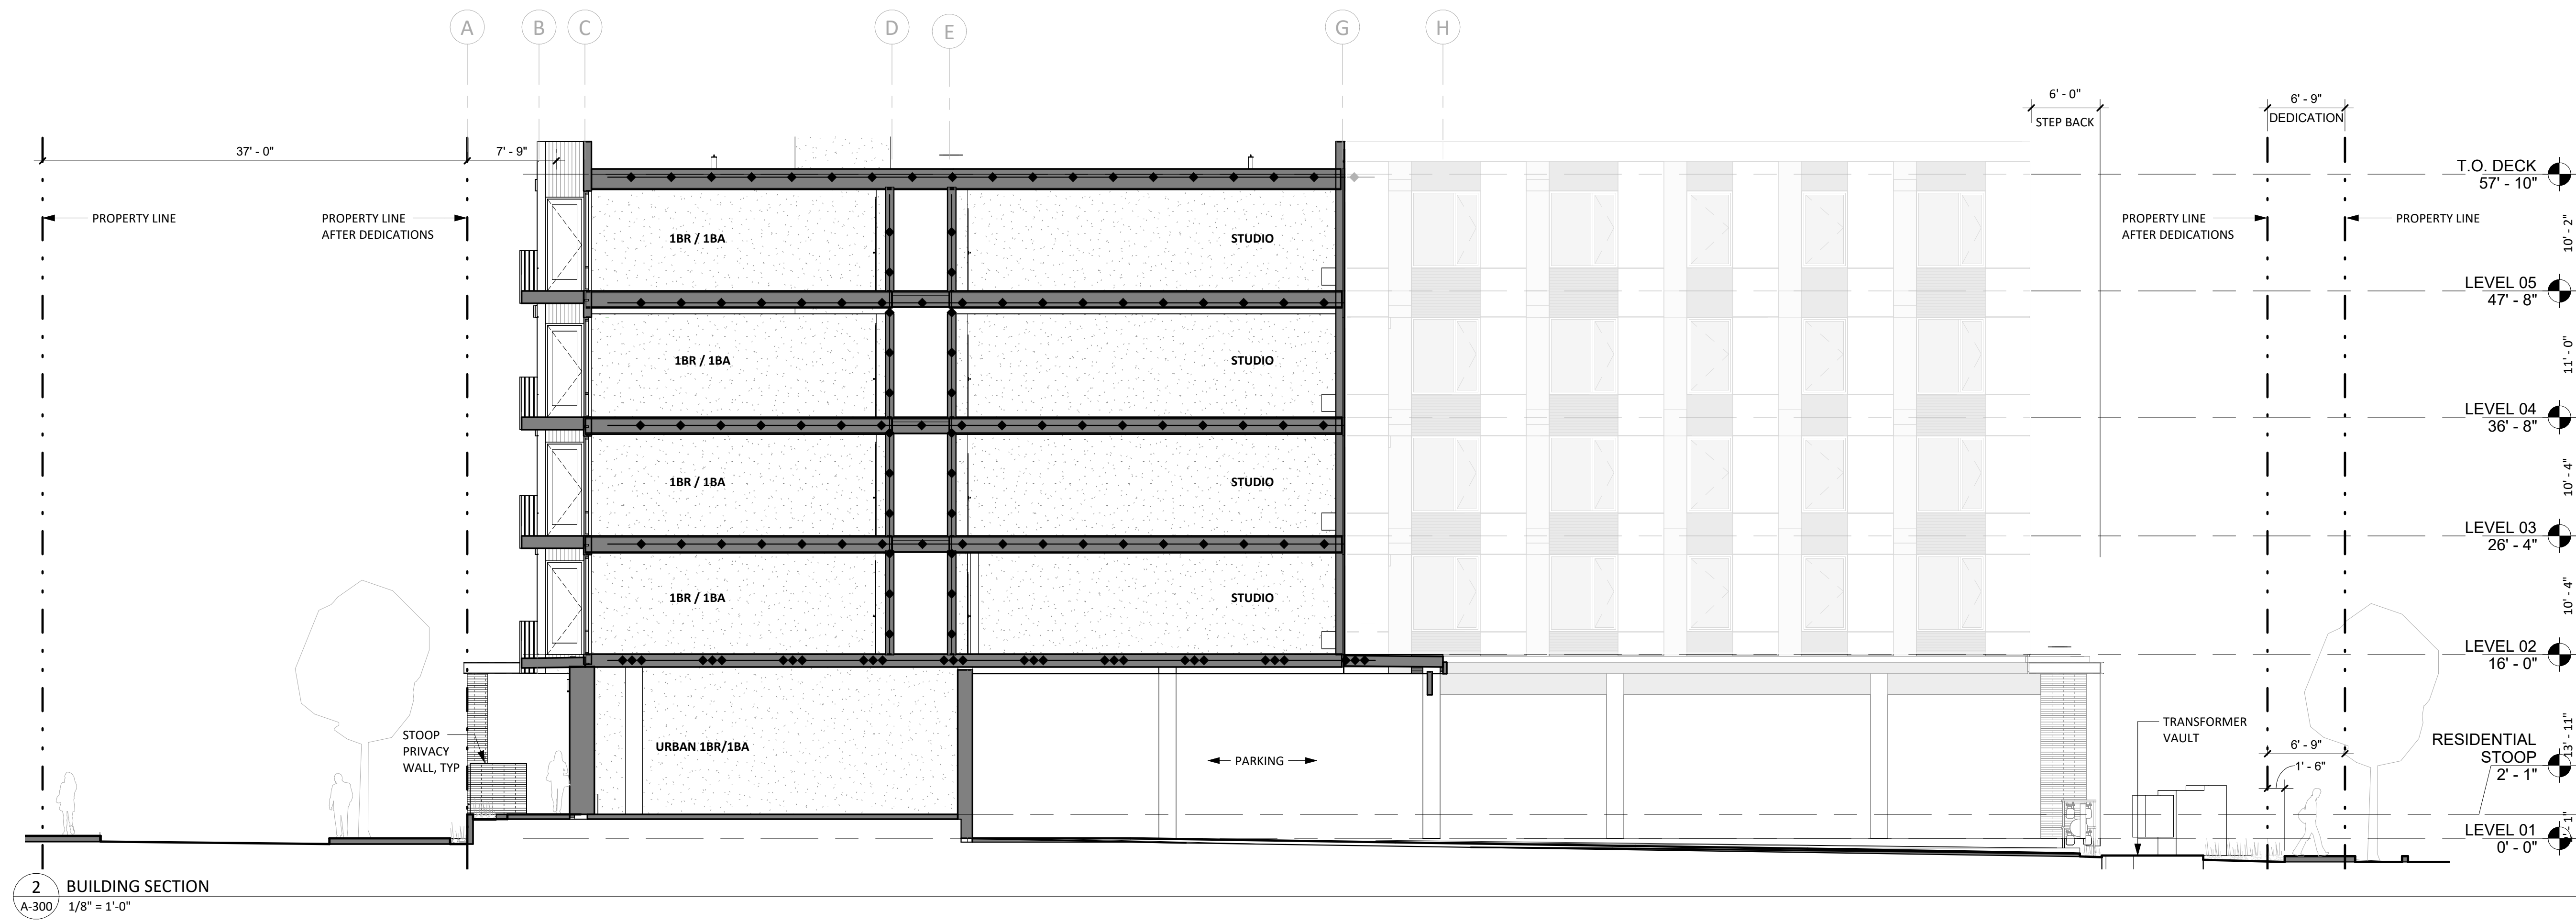 A
B
C
D
E
G
H
6' - 0"
STEP BACK
6' - 9"
DEDICATION
37' - 0"
7' - 9"
T.O. DECK
57' - 10"
PROPERTY LINE
PROPERTY LINE
AFTER DEDICATIONS
PROPERTY LINE
AFTER DEDICATIONS
PROPERTY LINE
10' - 2"
1BR / 1BA
STUDIO
LEVEL 05
47' - 8"
11' - 0"
1BR / 1BA
STUDIO
LEVEL 04
36' - 8"
10' - 4"
1BR / 1BA
STUDIO
LEVEL 03
26' - 4"
10' - 4"
1BR / 1BA
STUDIO
LEVEL 02
16' - 0"
13' - 11"
STOOP
PRIVACY
WALL, TYP
URBAN 1BR/1BA
PARKING
TRANSFORMER
VAULT
6' - 9"
1' - 6"
RESIDENTIAL
STOOP
2' - 1"
LEVEL 01
0' - 0"
2
BUILDING SECTION
A-300
1/8" = 1'-0"